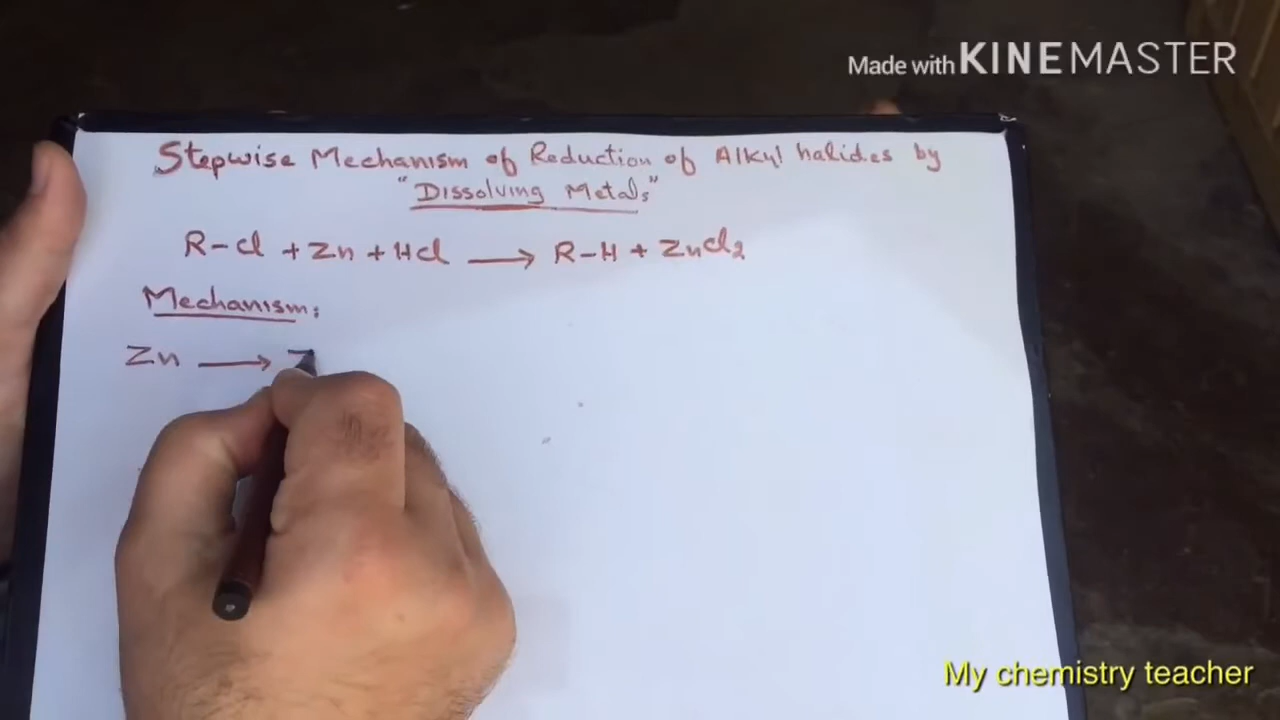 Made with KINEMASTER
Stepwise Mechanism of Reduction of Alkyl halides by
"Dissolving Metals"
R-Cl + Zn + HCl ⟶ R-H + ZnCl₂
Mechanism:
Zn ⟶ Z
My chemistry teacher